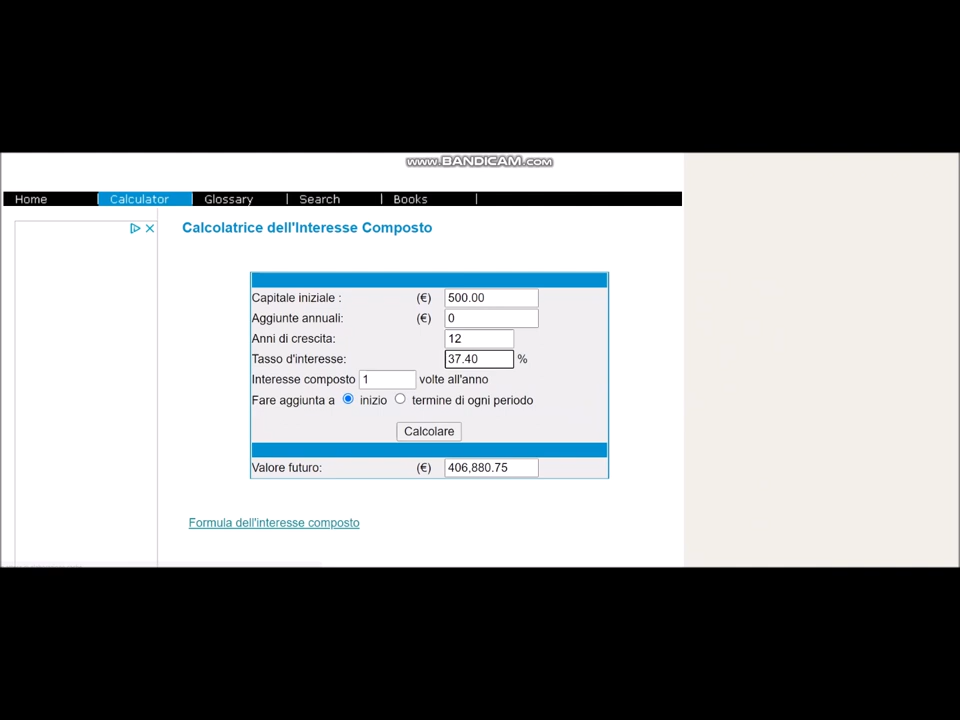 www.BANDICAM.com
Home | Calculator | Glossary | Search | Books |
Calcolatrice dell'Interesse Composto
Capitale iniziale : (€) 500.00
Aggiunte annuali: (€) 0
Anni di crescita: 12
Tasso d'interesse: 37.40 %
Interesse composto 1 volte all'anno
Fare aggiunta a inizio termine di ogni periodo
Calcolare
Valore futuro: (€) 406,880.75
Formula dell'interesse composto